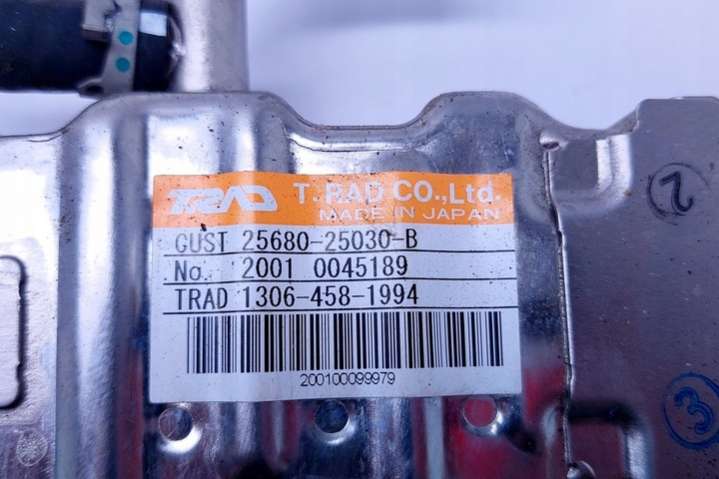 TRAD T.RAD CO.,Ltd.
MADE IN JAPAN
CUST 25680-25030-B
No. 2001 0045189
TRAD 1306-458-1994
200100099979
2
3